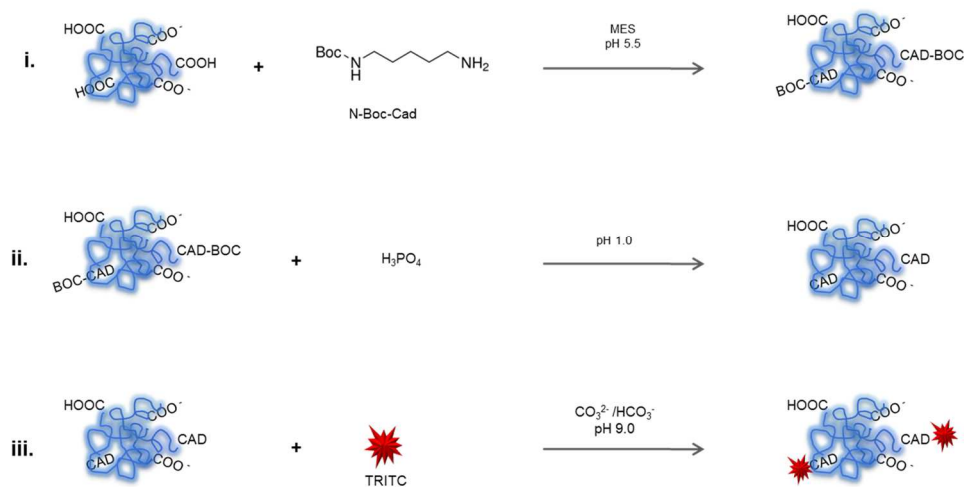 i.
HOOC
COO-
COOH
HOOC
COO-
+
Boc
N
H
NH2
N-Boc-Cad
MES
pH 5.5
HOOC
COO-
CAD-BOC
BOC-CAD
COO-
ii.
HOOC
COO-
CAD-BOC
BOC-CAD
COO-
+
H3PO4
pH 1.0
HOOC
COO-
CAD
CAD
COO-
iii.
HOOC
COO-
CAD
CAD
COO-
+
TRITC
CO3 2- /HCO3-
pH 9.0
HOOC
COO-
CAD
CAD
COO-